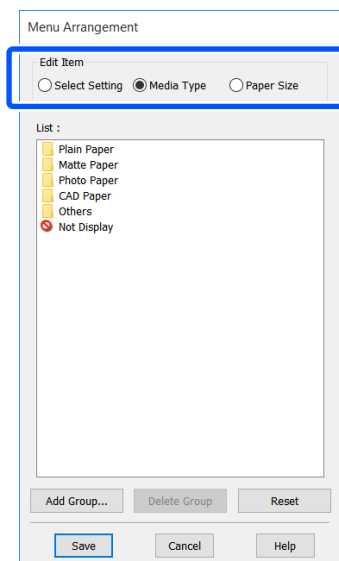 Menu Arrangement
Edit Item
Select Setting Media Type Paper Size
List :
Plain Paper
Matte Paper
Photo Paper
CAD Paper
Others
Not Display
Add Group... Delete Group Reset
Save Cancel Help